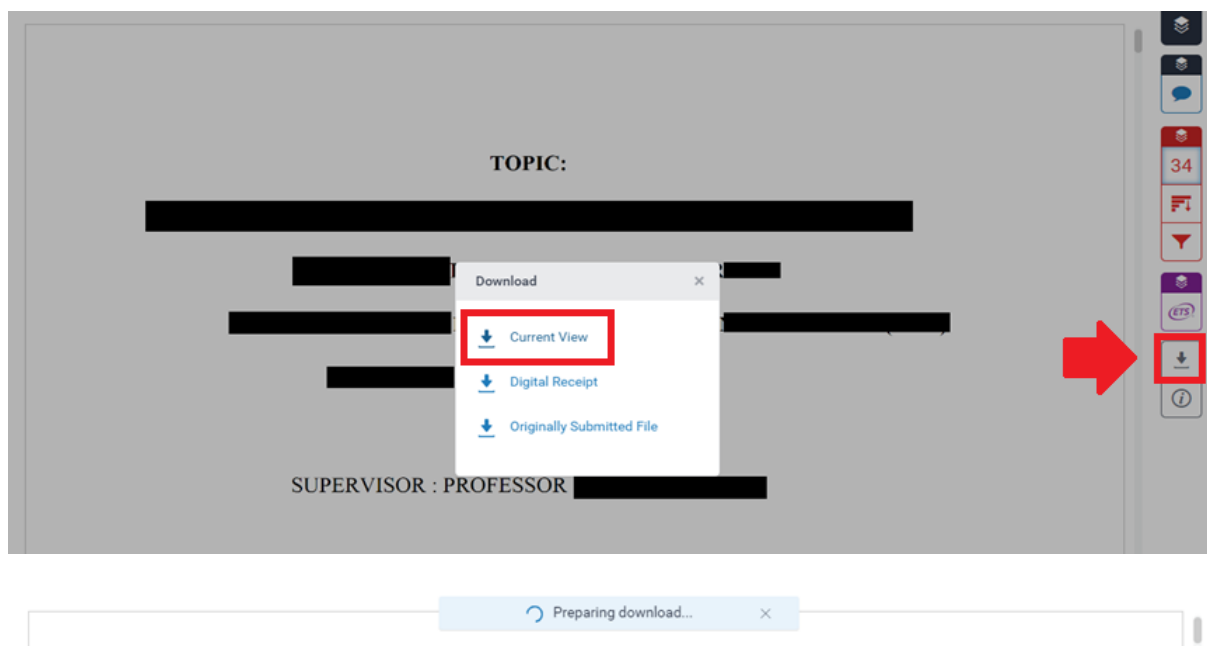 TOPIC:
34
Download
Current View
ETS
Digital Receipt
Originally Submitted File
SUPERVISOR : PROFESSOR
Preparing download...